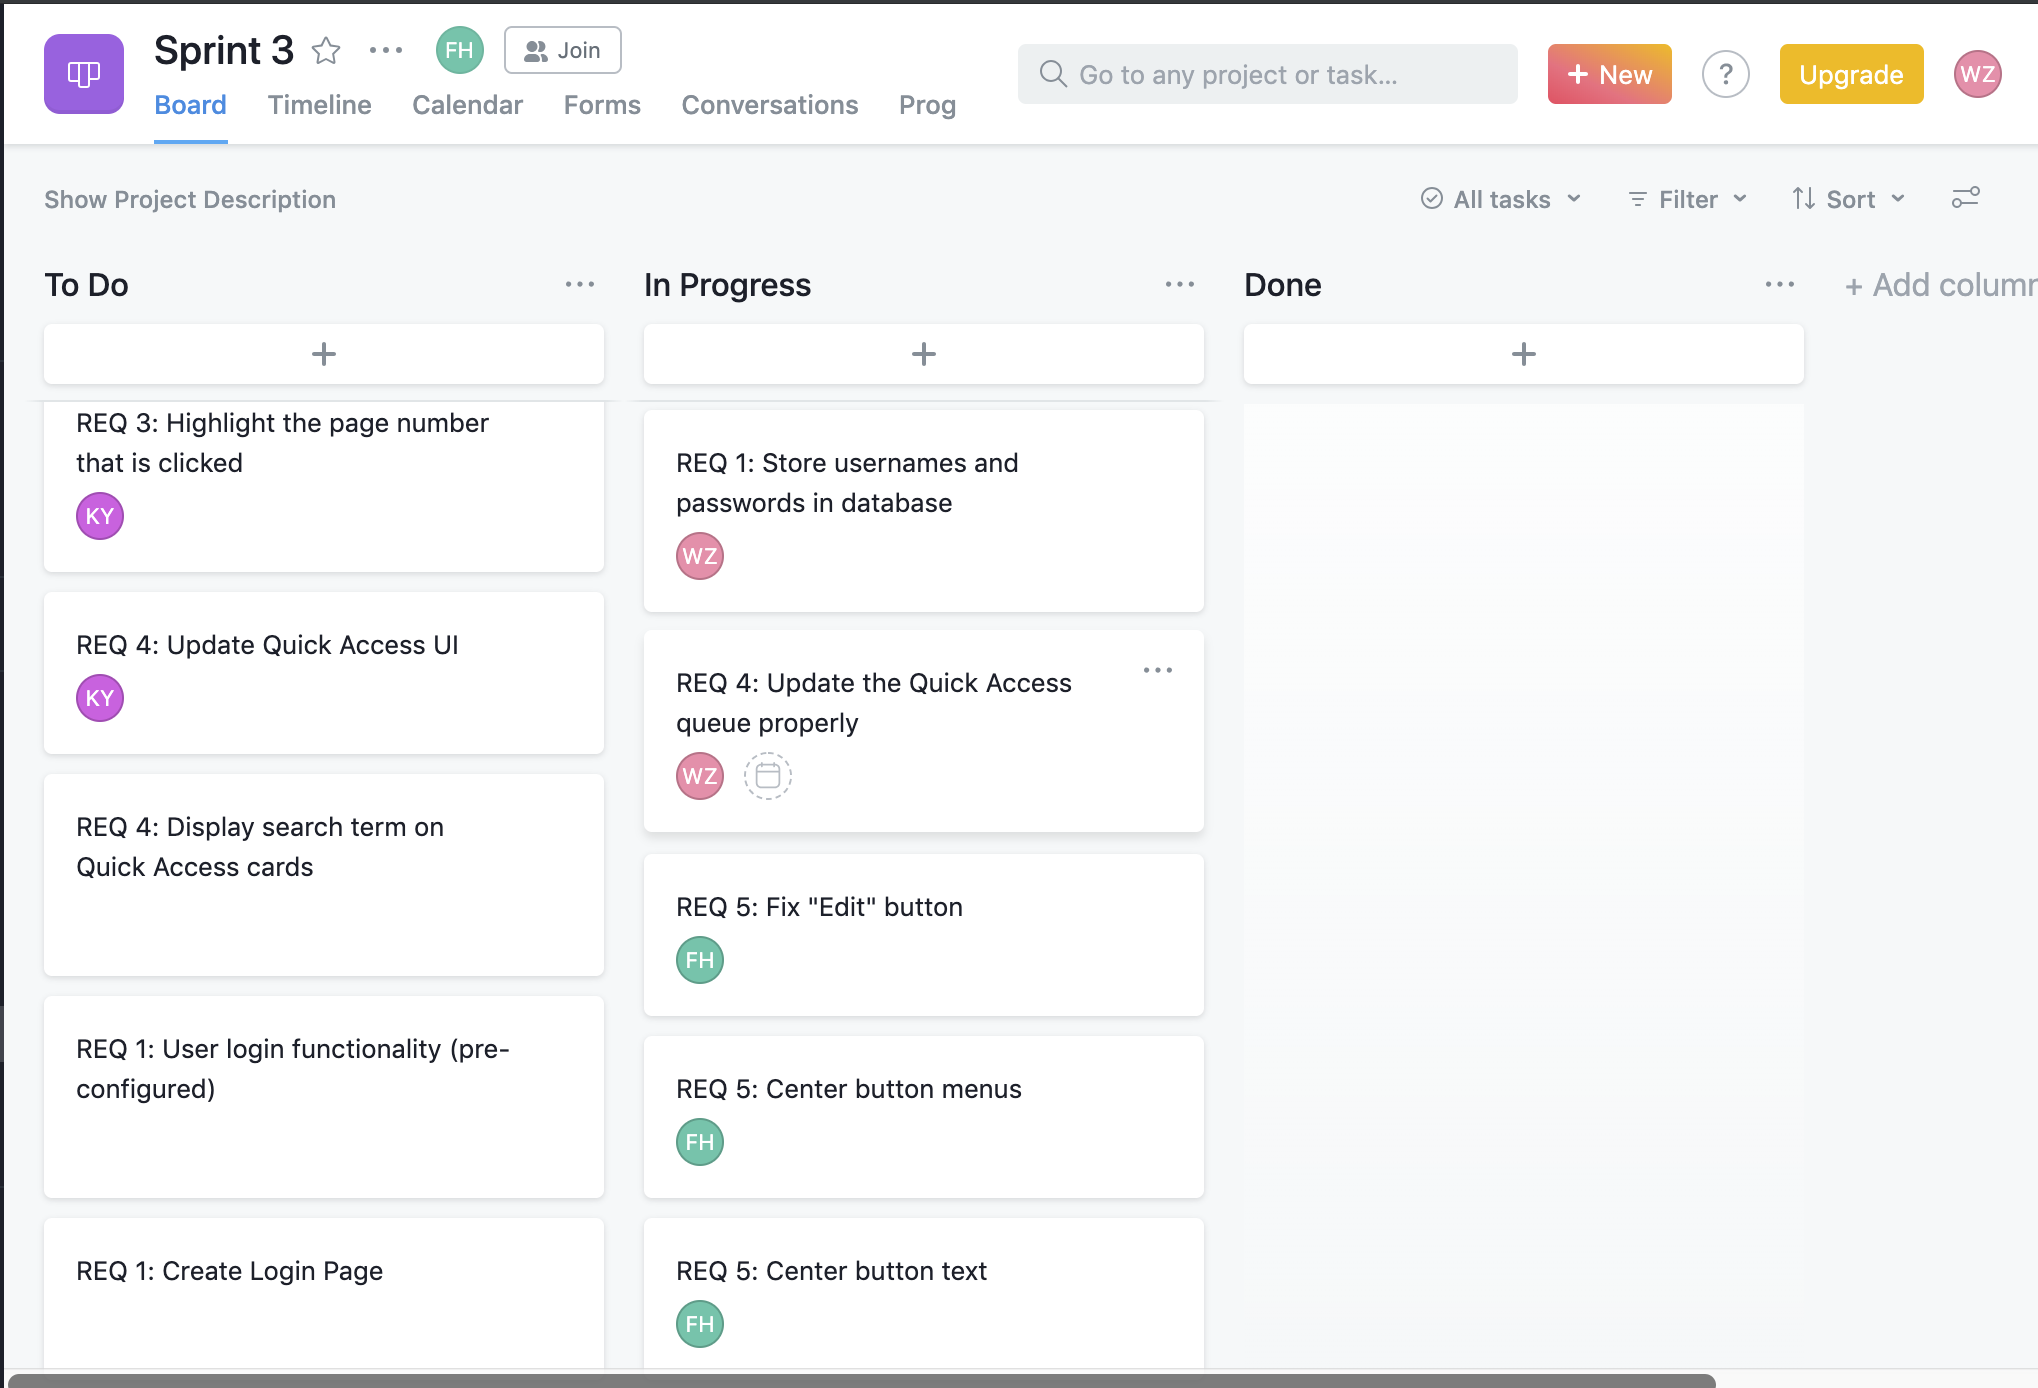 Sprint 3
FH
Join
Board Timeline Calendar Forms Conversations Prog
Go to any project or task...
+ New
?
Upgrade
WZ
Show Project Description
All tasks
Filter
Sort
To Do
REQ 3: Highlight the page number
that is clicked
KY
REQ 4: Update Quick Access UI
KY
REQ 4: Display search term on
Quick Access cards
REQ 1: User login functionality (pre-
configured)
REQ 1: Create Login Page
In Progress
REQ 1: Store usernames and
passwords in database
WZ
REQ 4: Update the Quick Access
queue properly
WZ
REQ 5: Fix "Edit" button
FH
REQ 5: Center button menus
FH
REQ 5: Center button text
FH
Done
+ Add column